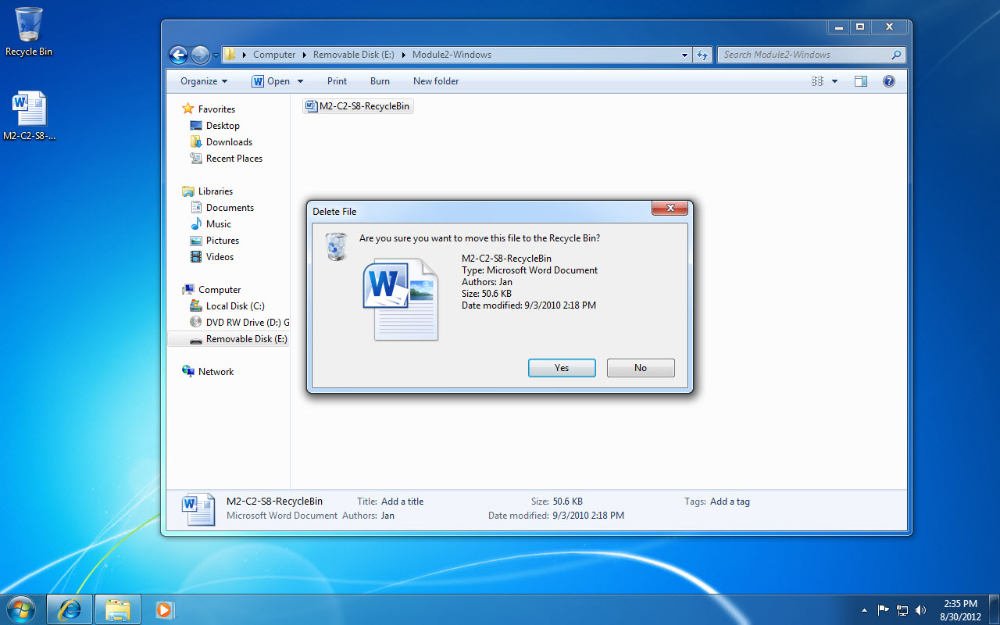 Recycle Bin
M2-C2-S8-...
Computer Removable Disk (E:) Module2-Windows
Search Module2-Windows
Organize Open Print Burn New folder
Favorites
Desktop
Downloads
Recent Places
Libraries
Documents
Music
Pictures
Videos
Computer
Local Disk (C:)
DVD RW Drive (D:) G
Removable Disk (E:)
Network
M2-C2-S8-RecycleBin
Delete File
Are you sure you want to move this file to the Recycle Bin?
M2-C2-S8-RecycleBin
Type: Microsoft Word Document
Authors: Jan
Size: 50.6 KB
Date modified: 9/3/2010 2:18 PM
Yes No
M2-C2-S8-RecycleBin Title: Add a title Size: 50.6 KB Tags: Add a tag
Microsoft Word Document Authors: Jan Date modified: 9/3/2010 2:18 PM
2:35 PM
8/30/2012